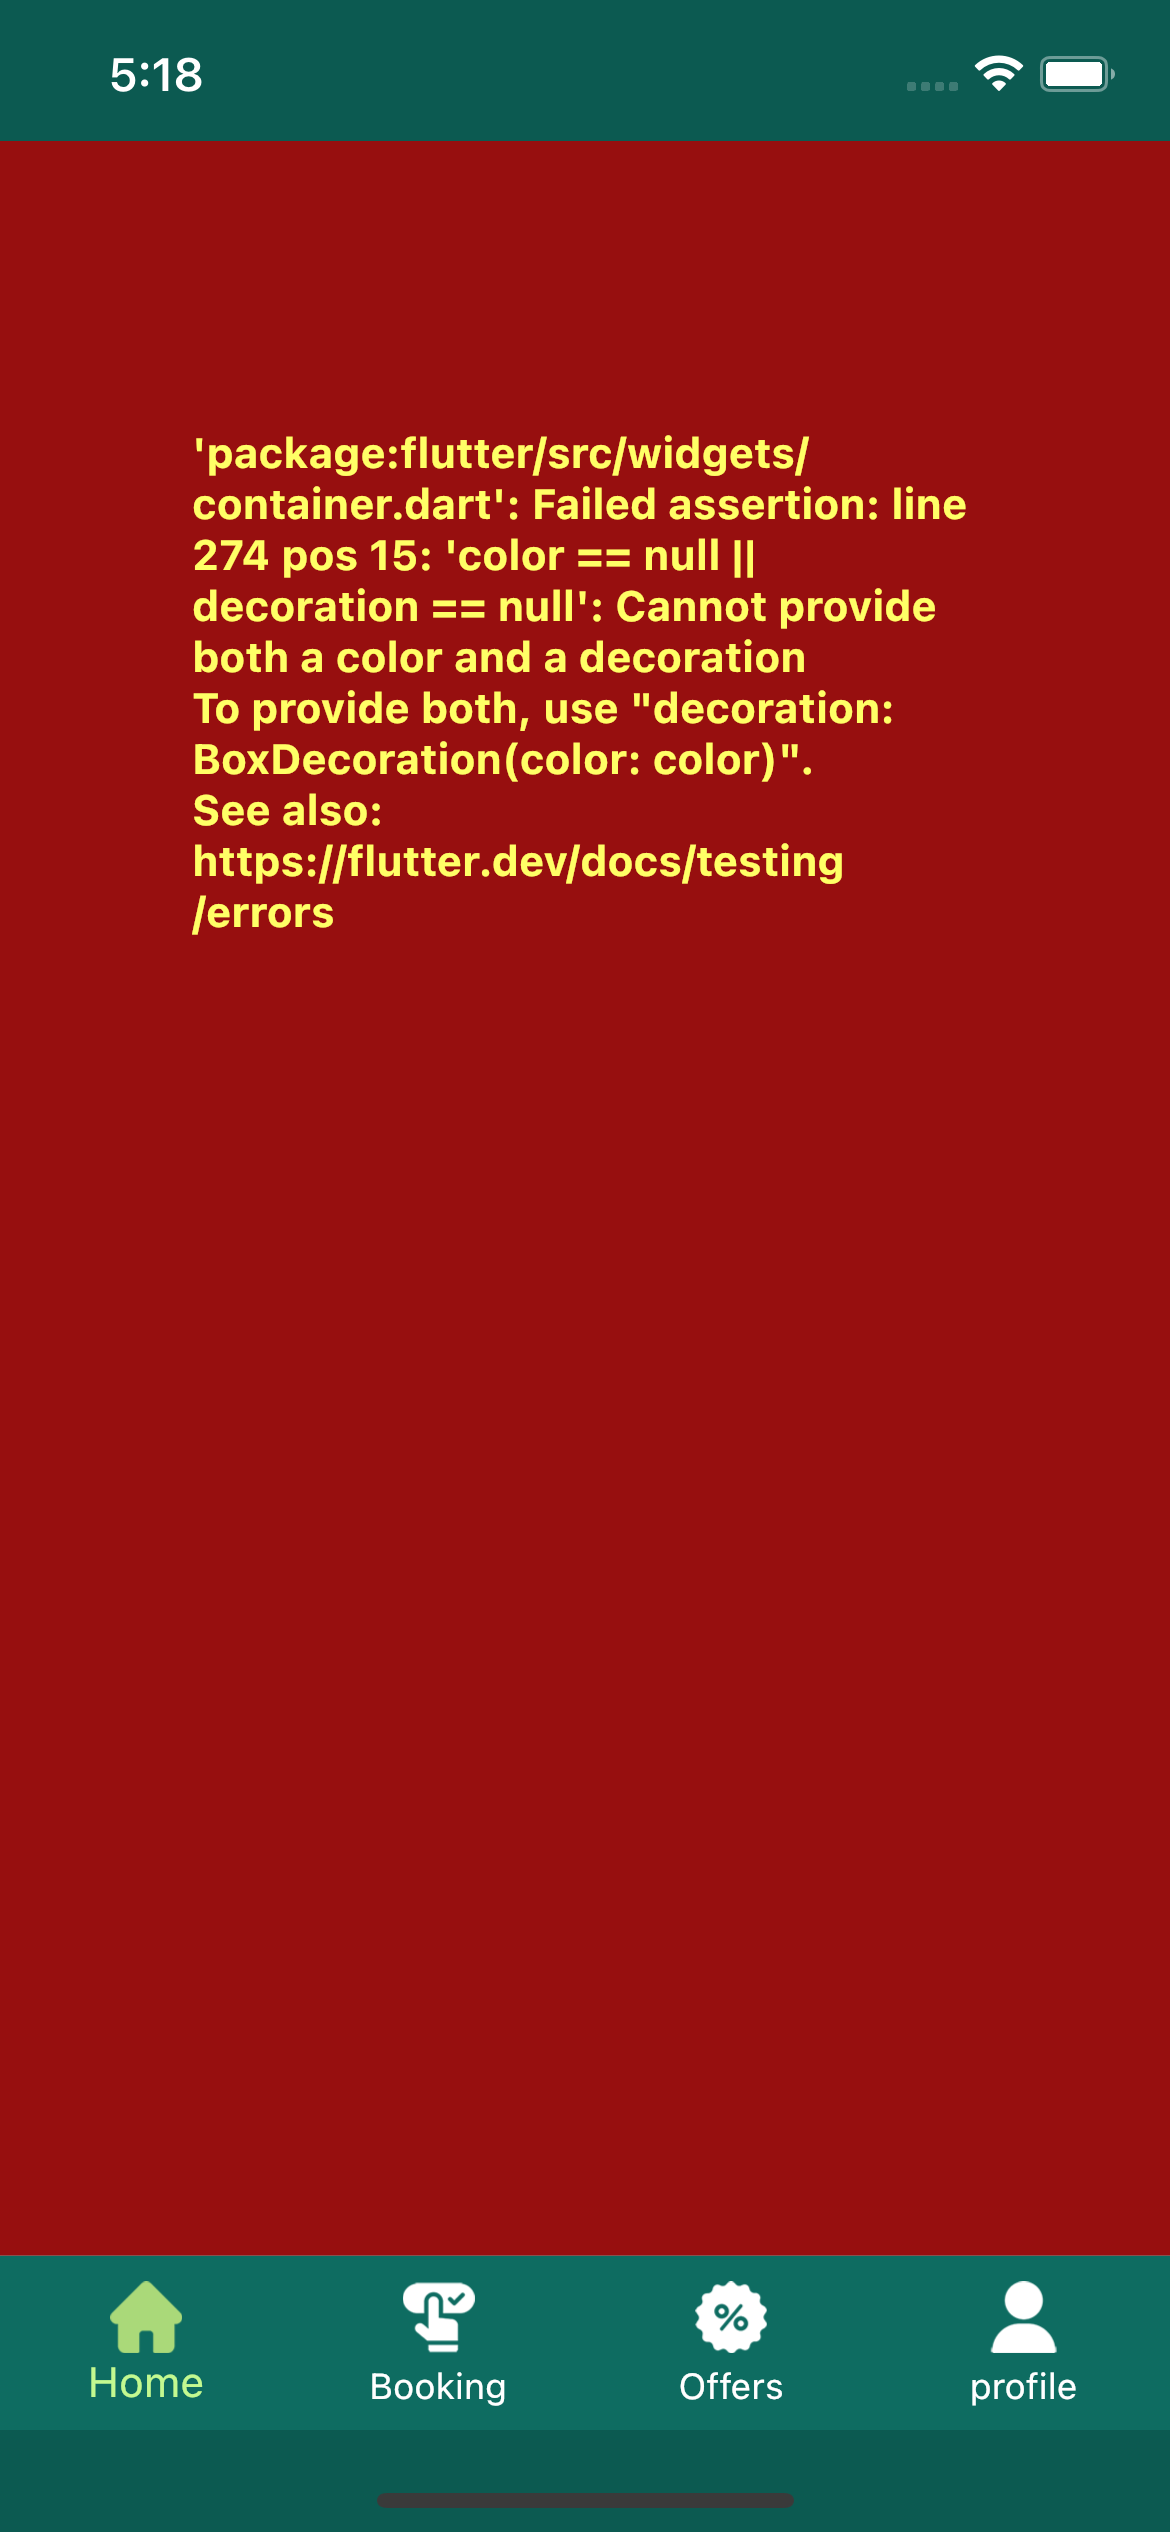 5:18
'package:flutter/src/widgets/
container.dart': Failed assertion: line
274 pos 15: 'color == null ||
decoration == null': Cannot provide
both a color and a decoration
To provide both, use "decoration:
BoxDecoration(color: color)".
See also:
https://flutter.dev/docs/testing
/errors
Home
Booking
Offers
profile